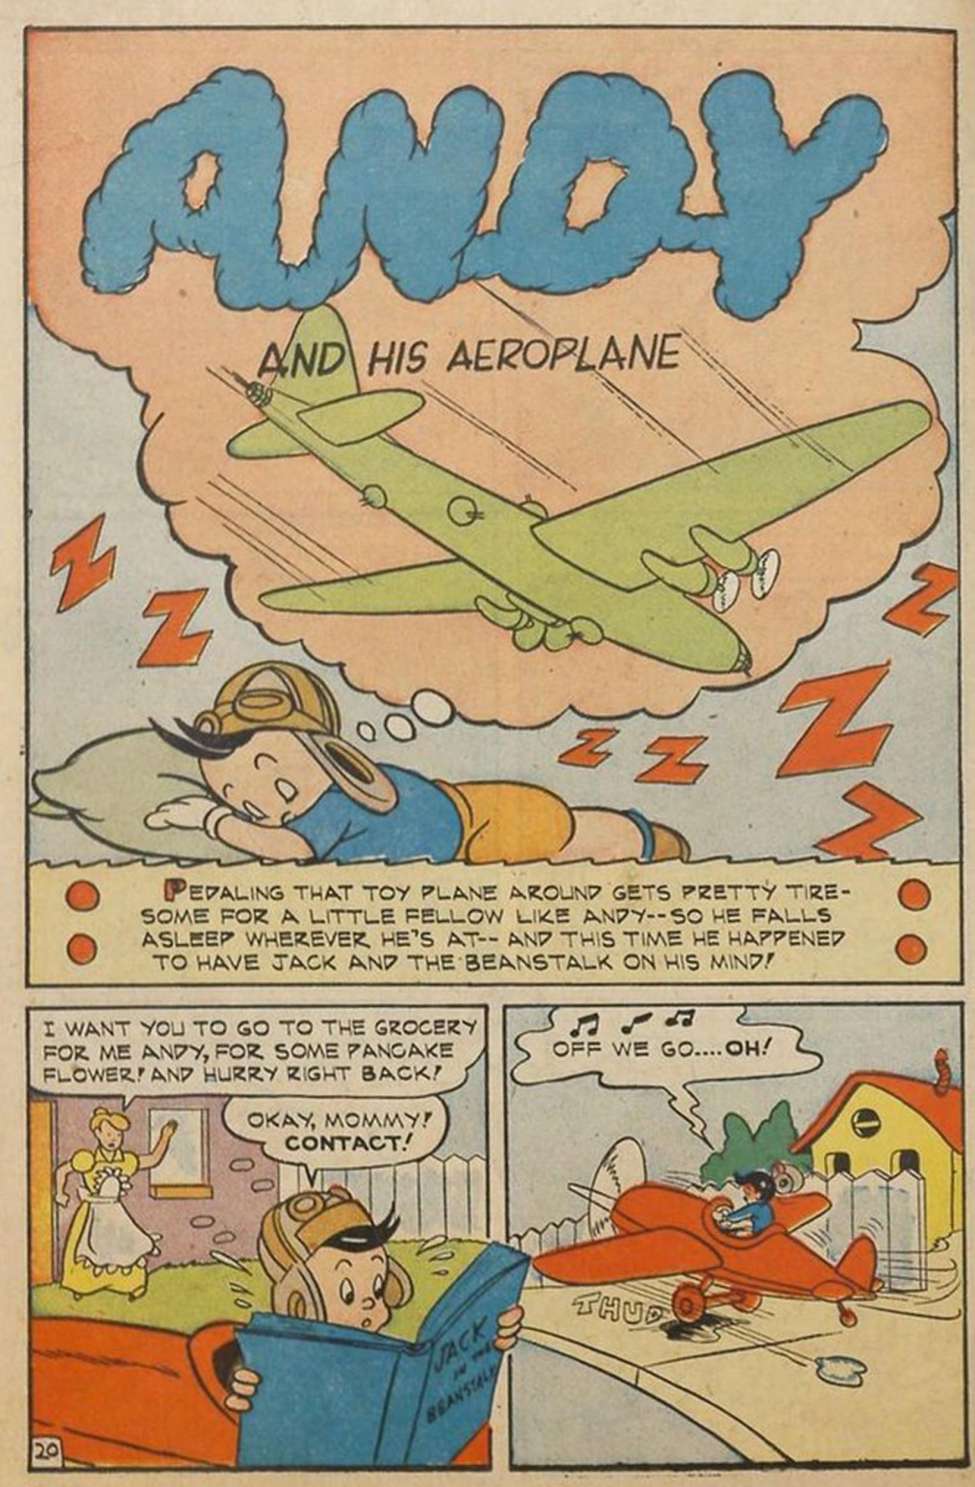 ANDY
AND HIS AEROPLANE
Z
Z
Z
Z
Z
Z
Z
PEDALING THAT TOY PLANE AROUND GETS PRETTY TIRE-
SOME FOR A LITTLE FELLOW LIKE ANDY--SO HE FALLS
ASLEEP WHEREVER HE'S AT-- AND THIS TIME HE HAPPENED
TO HAVE JACK AND THE BEANSTALK ON HIS MIND!
I WANT YOU TO GO TO THE GROCERY
FOR ME ANDY, FOR SOME PANCAKE
FLOWER! AND HURRY RIGHT BACK!
OKAY, MOMMY!
CONTACT!
JACK
IN THE
BEANSTALK
20
OFF WE GO....OH!
THUD